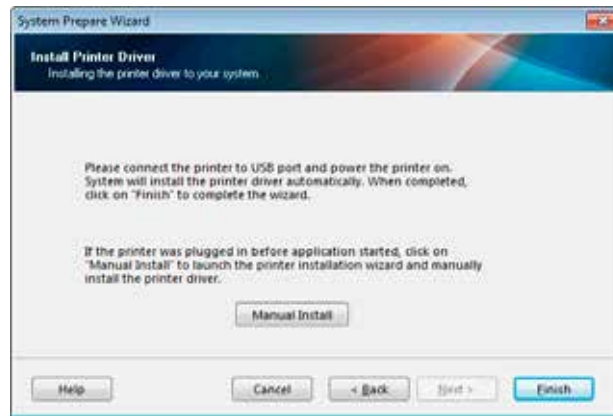 System Prepare Wizard
Install Printer Driver
Installing the printer driver to your system.
Please connect the printer to USB port and power the printer on.
System will install the printer driver automatically. When completed,
click on "Finish" to complete the wizard.
If the printer was plugged in before application started, click on
"Manual Install" to launch the printer installation wizard and manually
install the printer driver.
Manual Install
Help Cancel < Back Next > Finish